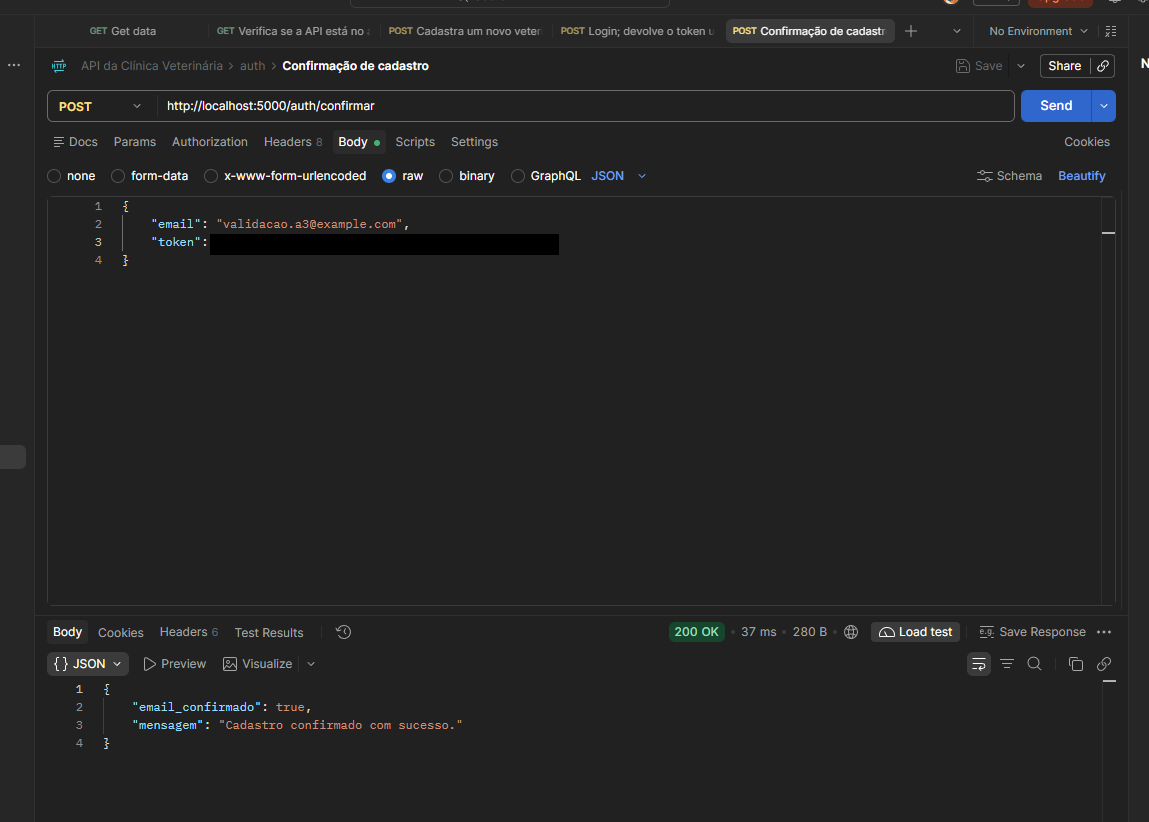 GET Get data
GET Verifica se a API está no
POST Cadastra um novo veter
POST Login; devolve o token
POST Confirmação de cadastr
No Environment
API da Clínica Veterinária > auth > Confirmação de cadastro
Save
Share
POST
http://localhost:5000/auth/confirmar
Send
Docs
Params
Authorization
Headers 8
Body
Scripts
Settings
Cookies
none
form-data
x-www-form-urlencoded
raw
binary
GraphQL
JSON
Schema
Beautify
1 {
2 "email": "validacao.a3@example.com",
3 "token":
4 }
Body
Cookies
Headers 6
Test Results
200 OK
37 ms
280 B
Load test
e.g. Save Response
{} JSON
Preview
Visualize
1 {
2 "email_confirmado": true,
3 "mensagem": "Cadastro confirmado com sucesso."
4 }